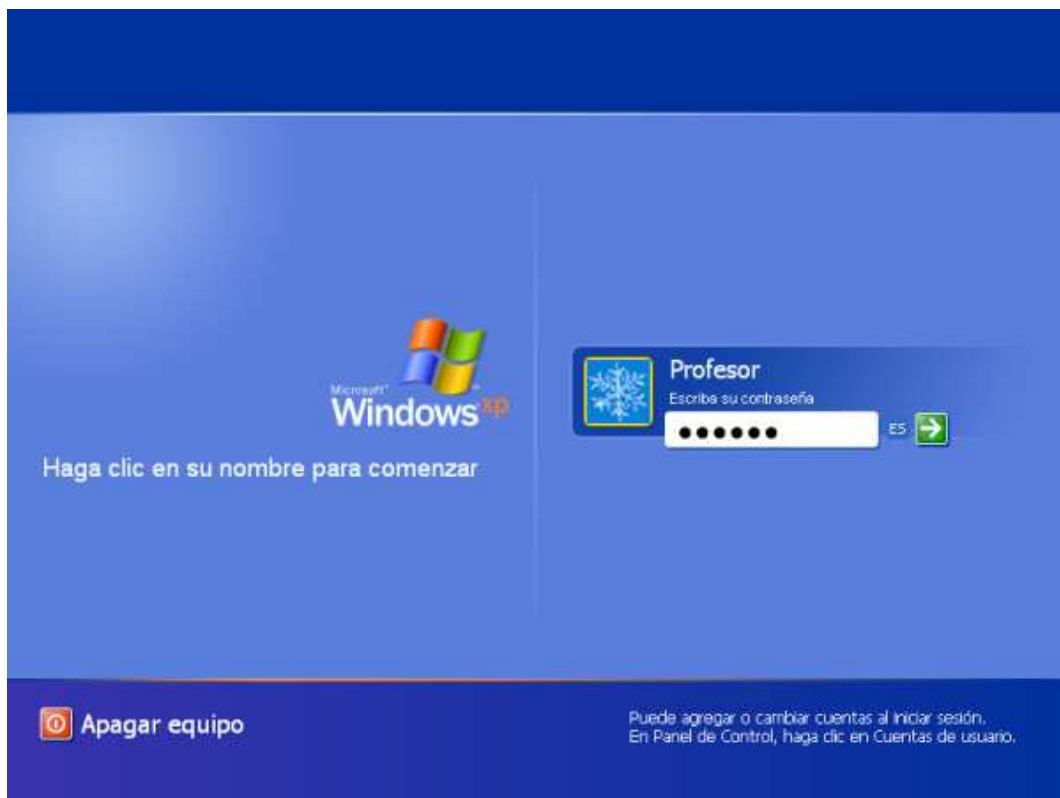 Microsoft®
Windows xp
Haga clic en su nombre para comenzar
Profesor
Escriba su contraseña
●●●●●●
ES
Apagar equipo
Puede agregar o cambiar cuentas al iniciar sesión.
En Panel de Control, haga clic en Cuentas de usuario.